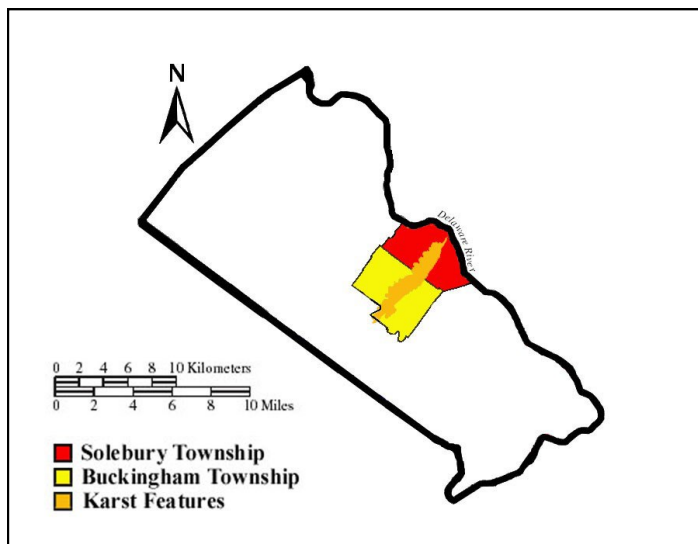 N
Delaware River
0 2 4 6 8 10 Kilometers
0 2 4 6 8 10 Miles
Solebury Township
Buckingham Township
Karst Features